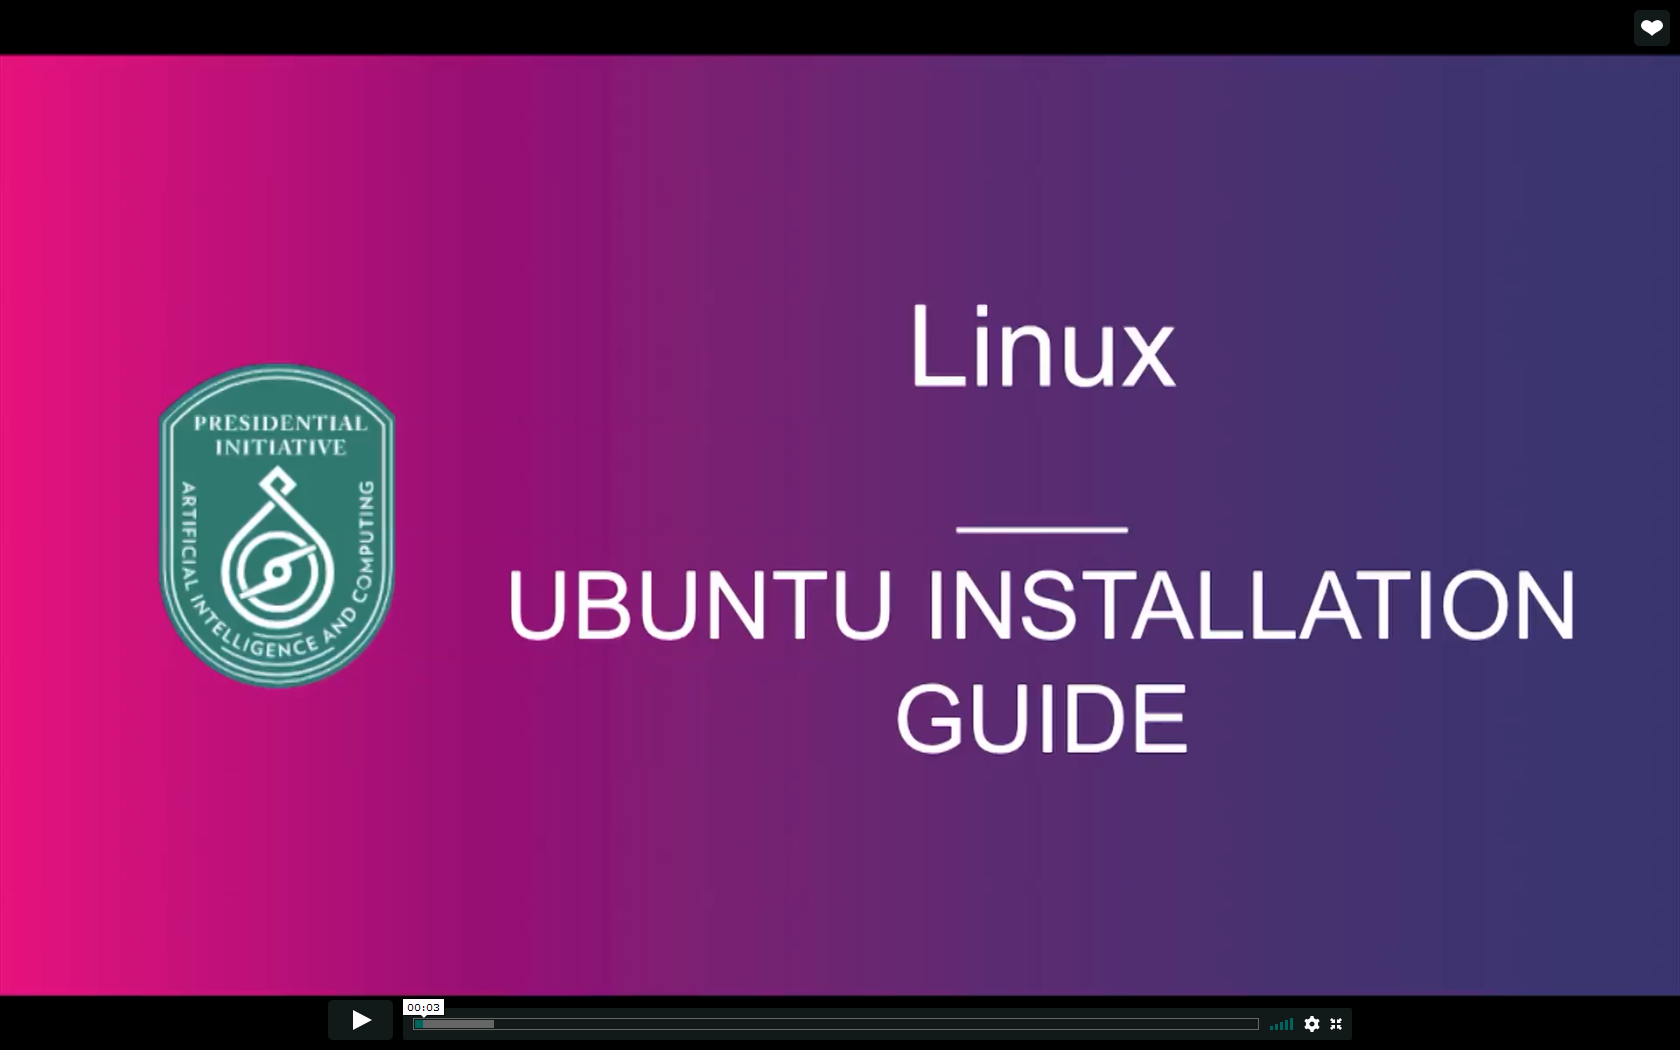 PRESIDENTIAL
INITIATIVE
ARTIFICIAL INTELLIGENCE AND COMPUTING
Linux
UBUNTU INSTALLATION
GUIDE
00:03